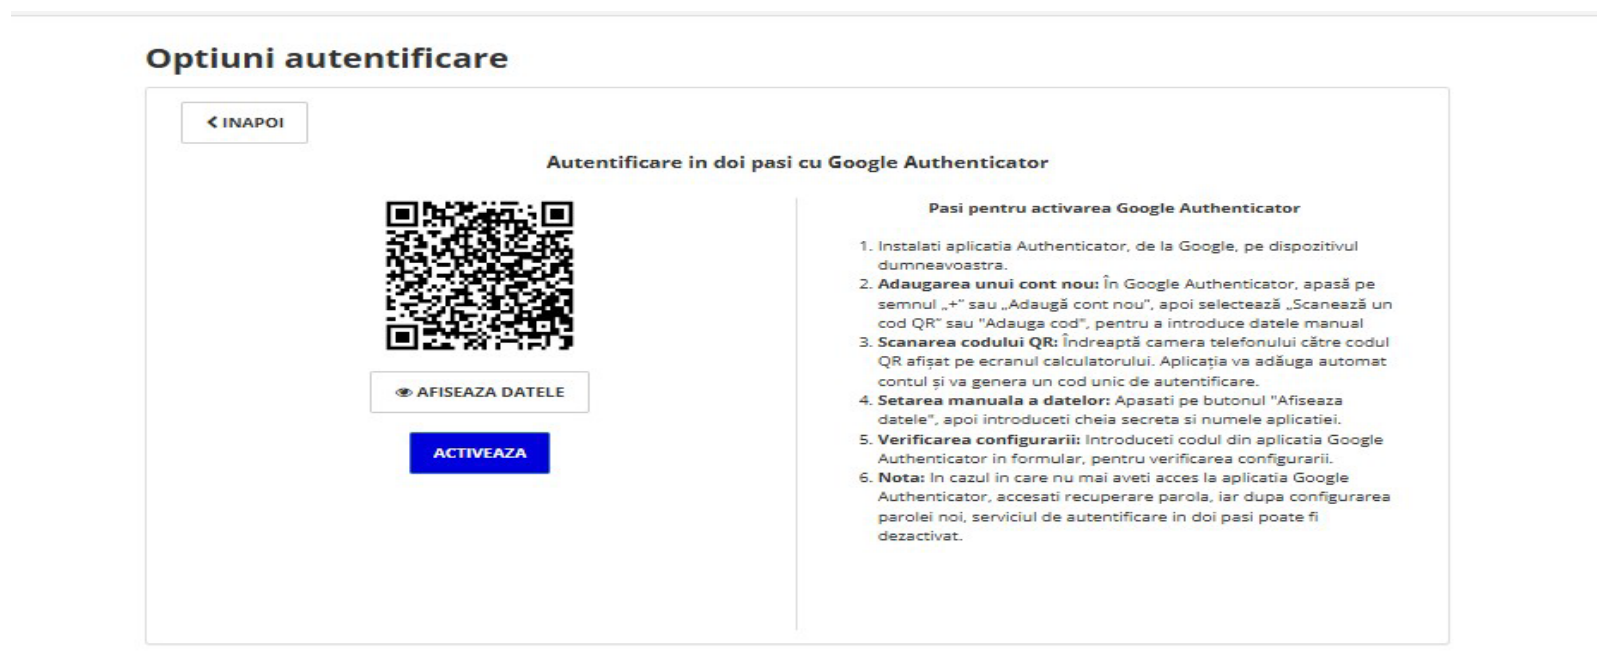 Optiuni autentificare
INAPOI
Autentificare in doi pasi cu Google Authenticator
AFISEAZA DATELE
ACTIVEAZA
Pasi pentru activarea Google Authenticator
1. Instalati aplicatia Authenticator, de la Google, pe dispozitivul
dumneavoastra.
2. Adaugarea unui cont nou: În Google Authenticator, apasă pe
semnul „+" sau „Adaugă cont nou", apoi selectează „Scanează un
cod QR" sau "Adauga cod", pentru a introduce datele manual
3. Scanarea codului QR: Îndreaptă camera telefonului către codul
QR afișat pe ecranul calculatorului. Aplicația va adăuga automat
contul și va genera un cod unic de autentificare.
4. Setarea manuala a datelor: Apasati pe butonul "Afiseaza
datele", apoi introduceti cheia secreta si numele aplicatiei.
5. Verificarea configurarii: Introduceti codul din aplicatia Google
Authenticator in formular, pentru verificarea configurarii.
6. Nota: In cazul in care nu mai aveti acces la aplicatia Google
Authenticator, accesati recuperare parola, iar dupa configurarea
parolei noi, serviciul de autentificare in doi pasi poate fi
dezactivat.